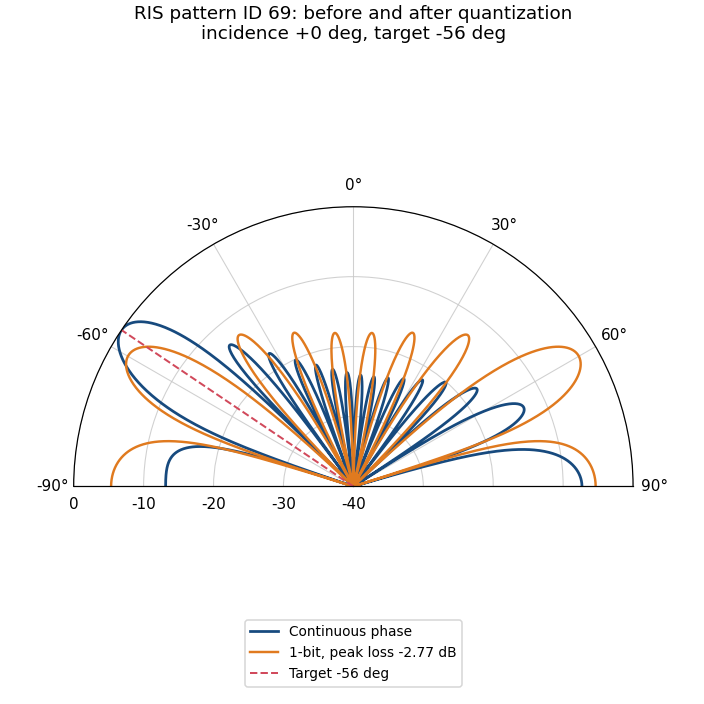 RIS pattern ID 69: before and after quantization
incidence +0 deg, target -56 deg
0°
-30°
30°
-60°
60°
-90°
90°
0
-10
-20
-30
-40
Continuous phase
1-bit, peak loss -2.77 dB
Target -56 deg